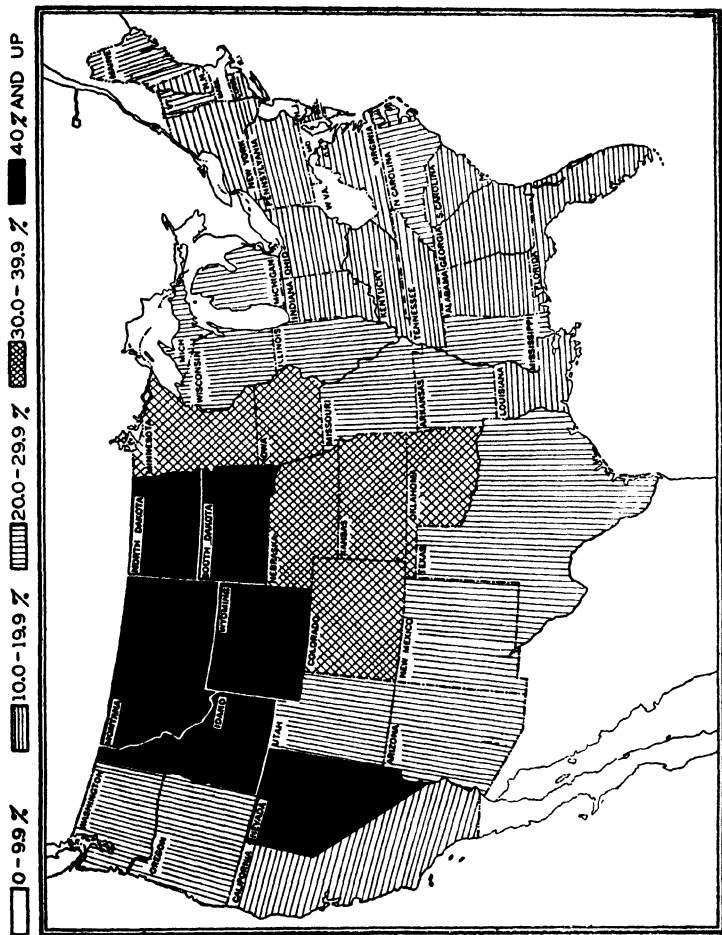 0-9.9 % 10.0-19.9 % 20.0-29.9 % 30.0-39.9 % 40% AND UP
WASHINGTON
OREGON
CALIFORNIA
NEVADA
IDAHO
MONTANA
WYOMING
UTAH
ARIZONA
COLORADO
NEW MEXICO
NORTH DAKOTA
SOUTH DAKOTA
NEBRASKA
KANSAS
OKLAHOMA
TEXAS
MINNESOTA
IOWA
MISSOURI
ARKANSAS
LOUISIANA
WISCONSIN
ILLINOIS
MICH
MICHIGAN
INDIANA
OHIO
KENTUCKY
TENNESSEE
MISSISSIPPI
ALABAMA
GEORGIA
FLORIDA
S. CAROLINA
N CAROLINA
VIRGINIA
W VA.
PENNSYLVANIA
NEW YORK
MAINE